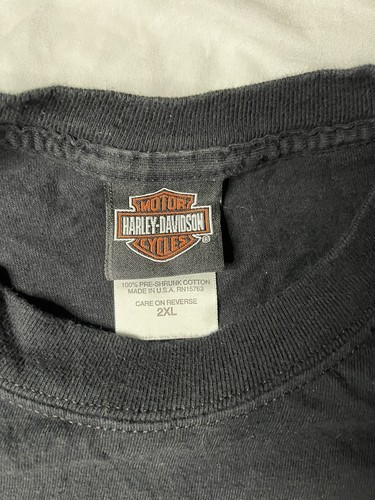 MOTOR
HARLEY-DAVIDSON
CYCLES ®
100% PRE-SHRUNK COTTON
MADE IN U.S.A. RN15763
CARE ON REVERSE
2XL